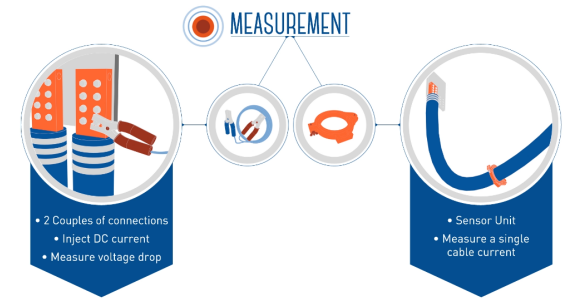 MEASUREMENT
• 2 Couples of connections
• Inject DC current
• Measure voltage drop
• Sensor Unit
• Measure a single
cable current